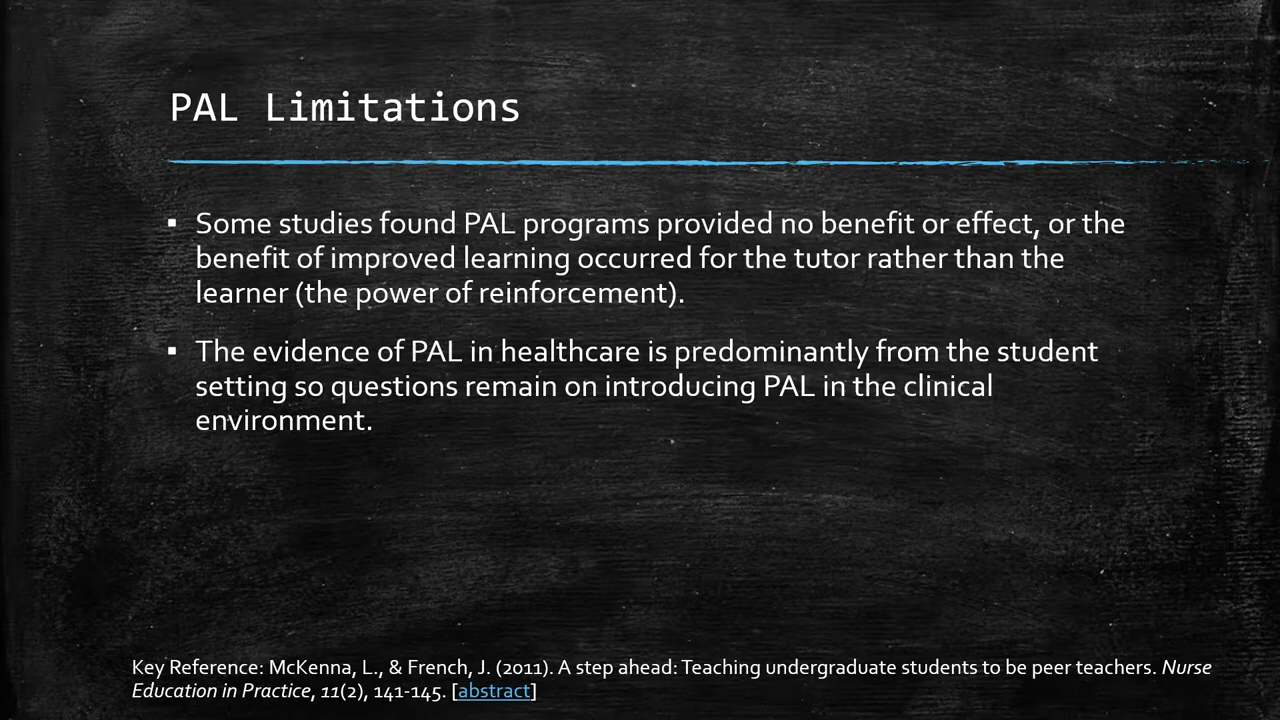 PAL Limitations
▪ Some studies found PAL programs provided no benefit or effect, or the
benefit of improved learning occurred for the tutor rather than the
learner (the power of reinforcement).
▪ The evidence of PAL in healthcare is predominantly from the student
setting so questions remain on introducing PAL in the clinical
environment.
Key Reference: McKenna, L., & French, J. (2011). A step ahead: Teaching undergraduate students to be peer teachers. Nurse
Education in Practice, 11(2), 141-145. [abstract]